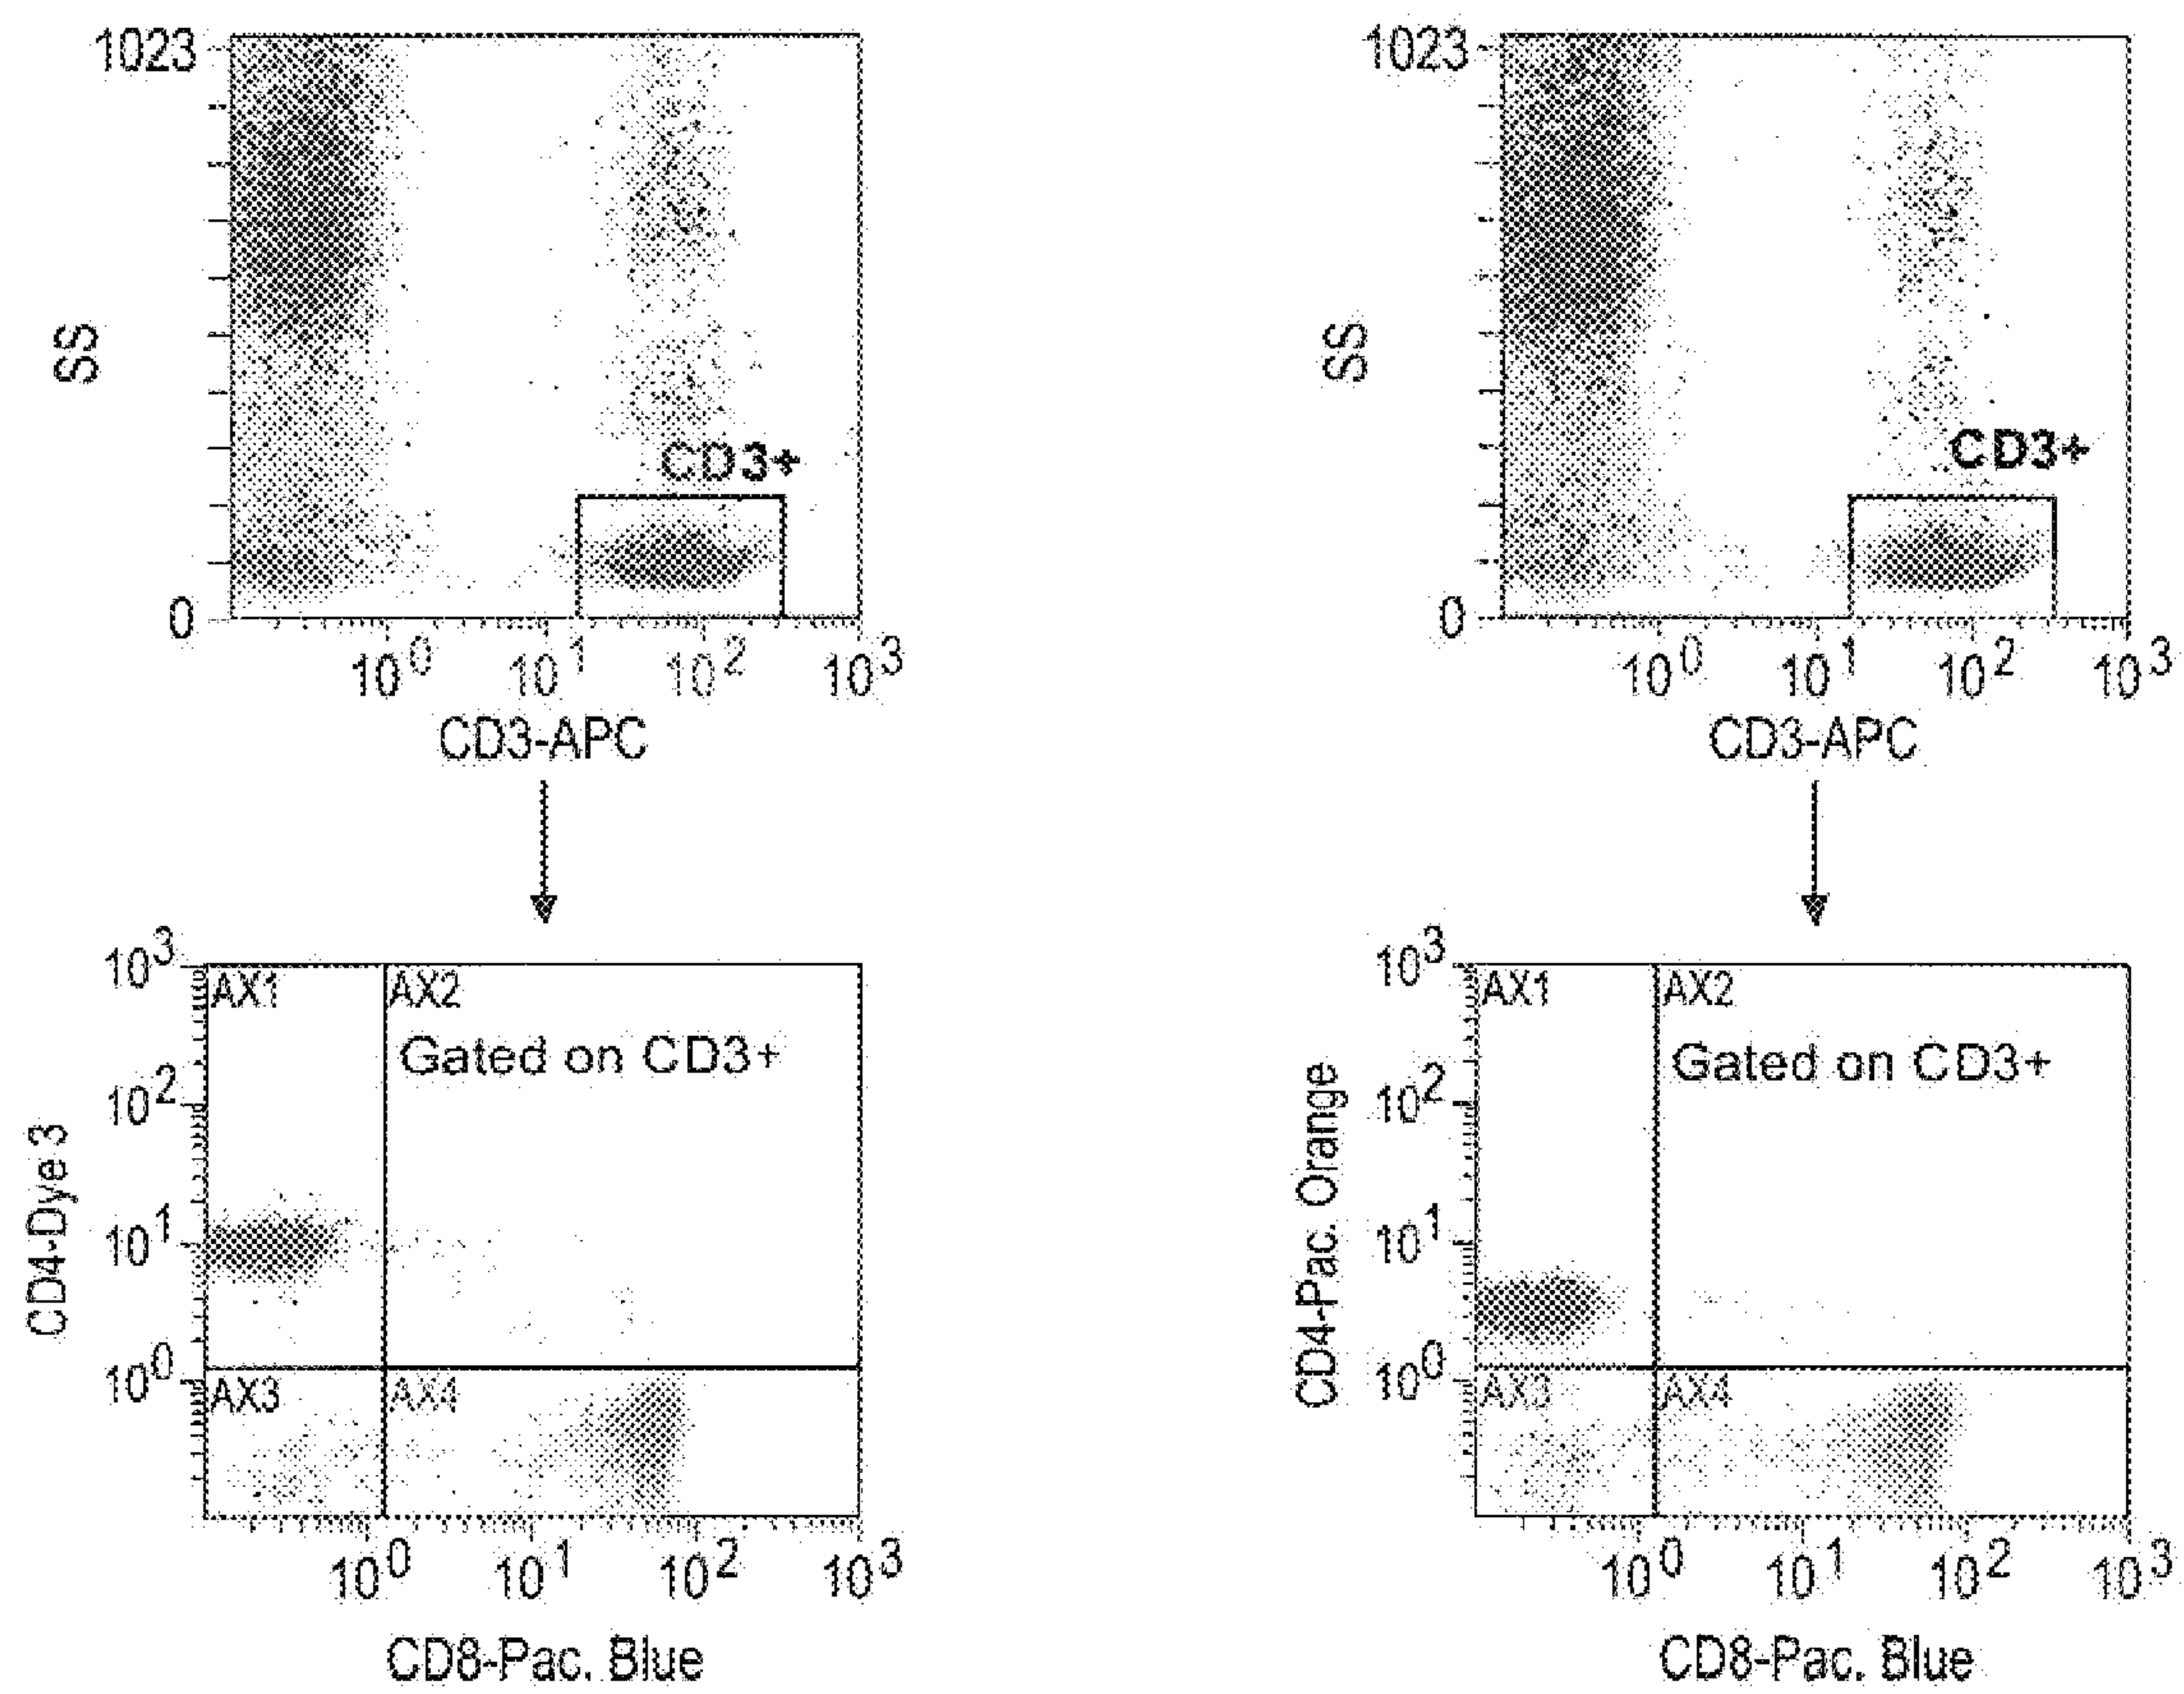 1023
SS
CD3+
0
10^0 10^1 10^2 10^3
CD3-APC
10^3
AX1 AX2
Gated on CD3+
10^2
CD4-Dye 3
10^1
10^0
AX3 AX4
10^0 10^1 10^2 10^3
CD8-Pac. Blue
1023
SS
CD3+
0
10^0 10^1 10^2 10^3
CD3-APC
10^3
AX1 AX2
Gated on CD3+
10^2
CD4-Pac. Orange
10^1
10^0
AX3 AX4
10^0 10^1 10^2 10^3
CD8-Pac. Blue